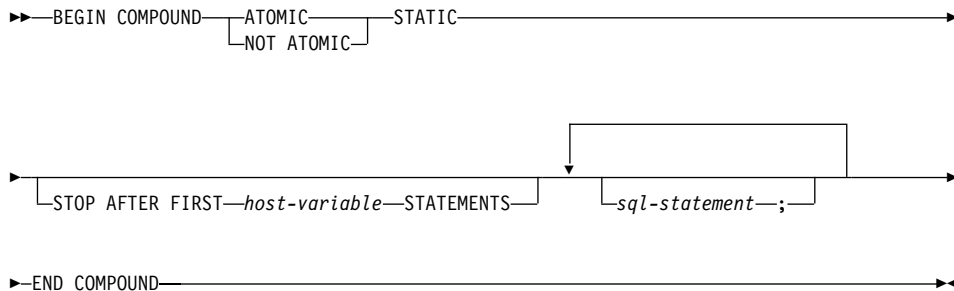 BEGIN COMPOUND ATOMIC STATIC
NOT ATOMIC
STOP AFTER FIRST host-variable STATEMENTS sql-statement ;
END COMPOUND